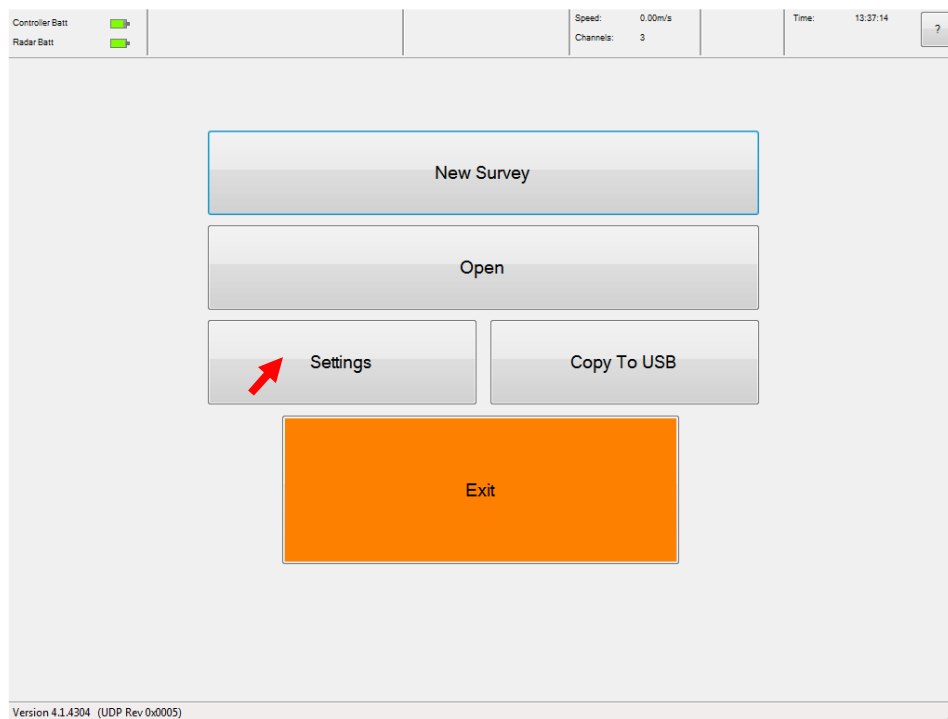 Controller Batt
Radar Batt
Speed: 0.00m/s
Channels: 3
Time: 13:37:14
?
New Survey
Open
Settings
Copy To USB
Exit
Version 4.1.4304 (UDP Rev 0x0005)